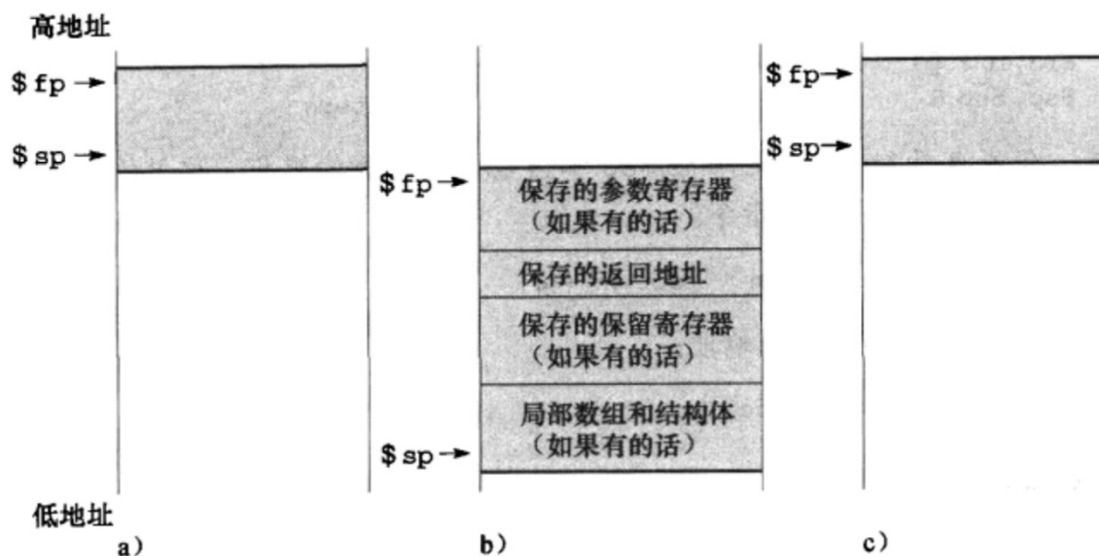 高地址
$fp→
$sp→
a）
$fp→
保存的参数寄存器
（如果有的话）
保存的返回地址
保存的保留寄存器
（如果有的话）
局部数组和结构体
（如果有的话）
$sp→
b）
$fp→
$sp→
c）
低地址